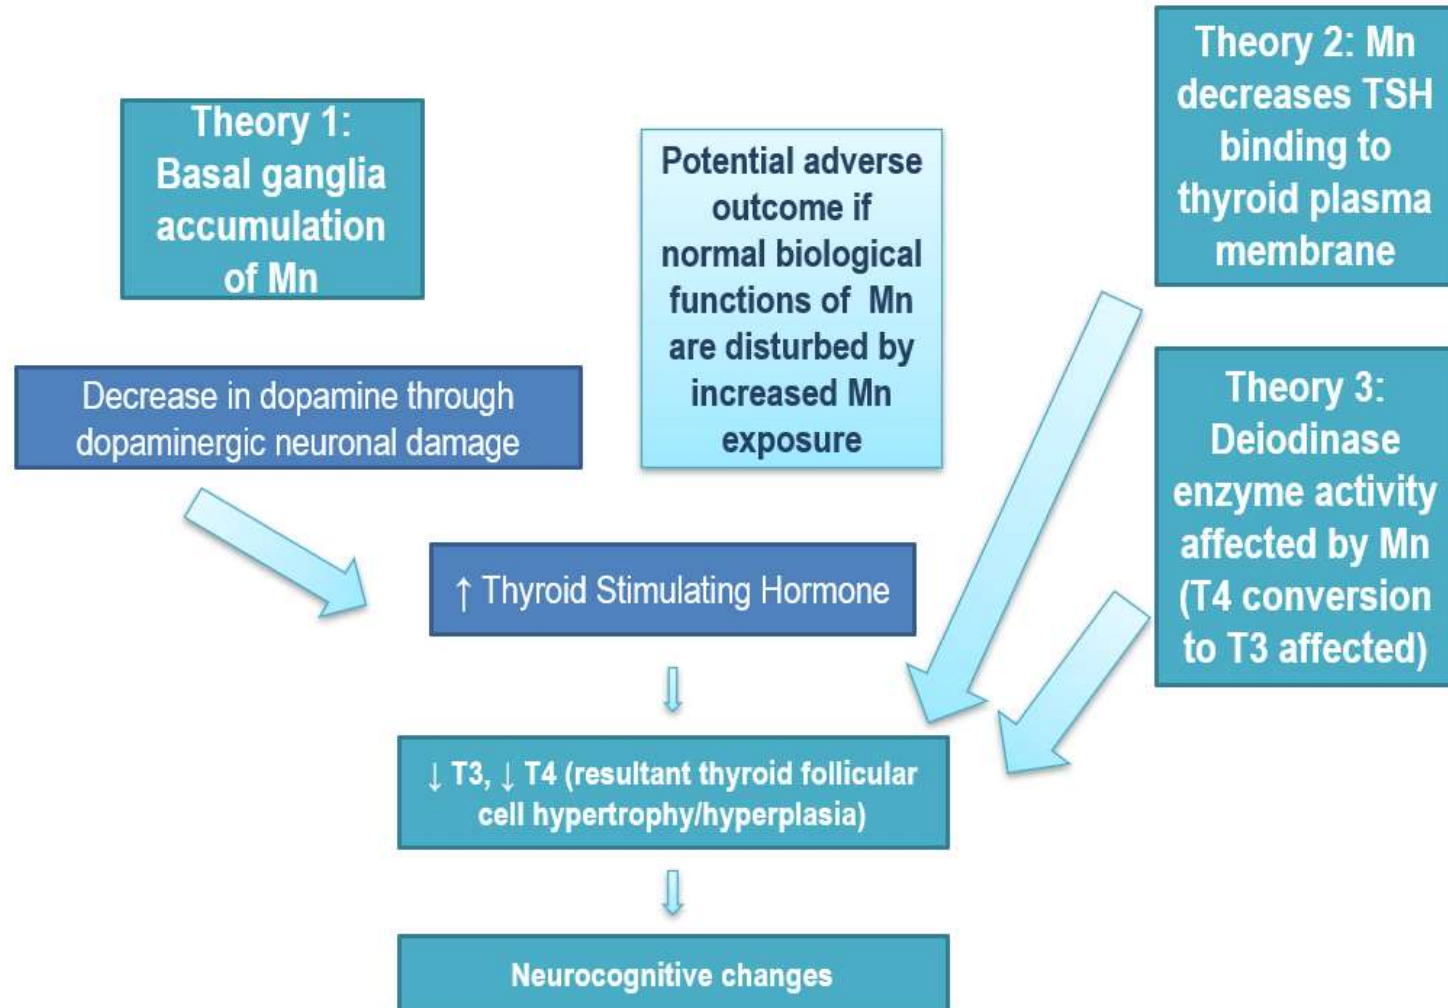 Theory 1:
Basal ganglia
accumulation
of Mn
Decrease in dopamine through
dopaminergic neuronal damage
Potential adverse
outcome if
normal biological
functions of  Mn
are disturbed by
increased Mn
exposure
Theory 2: Mn
decreases TSH
binding to
thyroid plasma
membrane
Theory 3:
Deiodinase
enzyme activity
affected by Mn
(T4 conversion
to T3 affected)
↑ Thyroid Stimulating Hormone
↓ T3, ↓ T4 (resultant thyroid follicular
cell hypertrophy/hyperplasia)
Neurocognitive changes